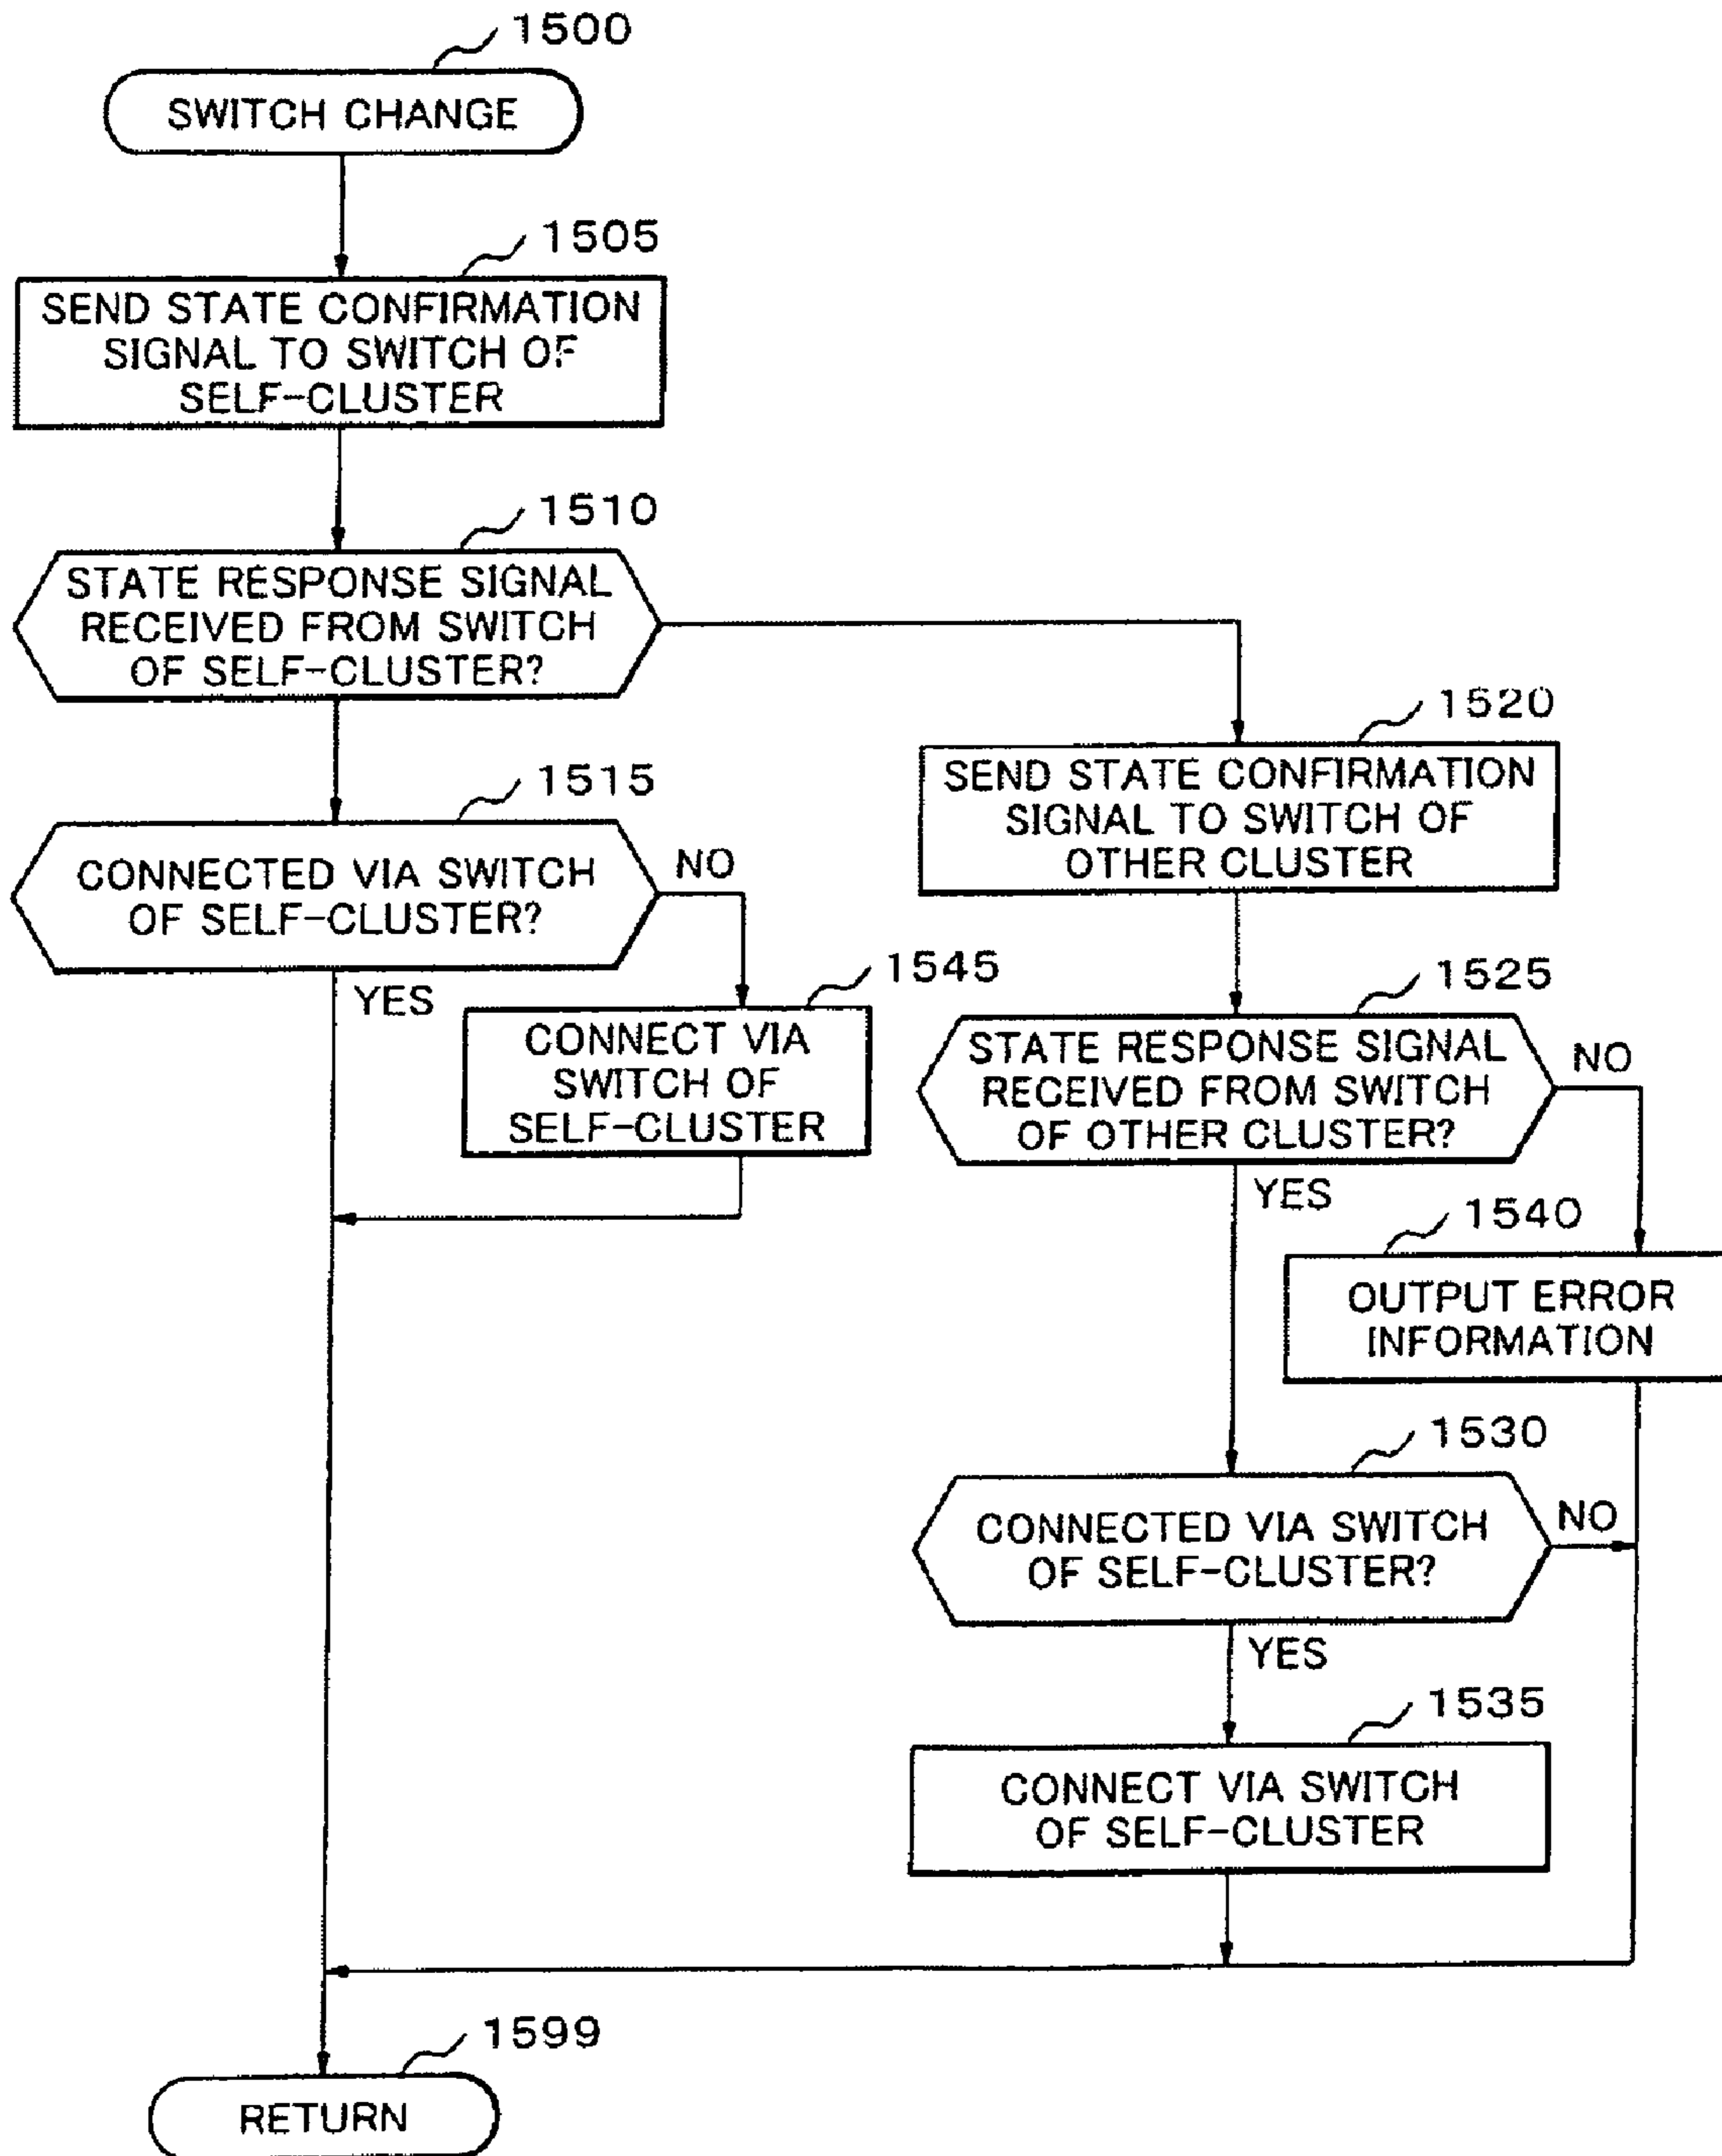 1500
SWITCH CHANGE
1505
SEND STATE CONFIRMATION
SIGNAL TO SWITCH OF
SELF-CLUSTER
1510
STATE RESPONSE SIGNAL
RECEIVED FROM SWITCH
OF SELF-CLUSTER?
1515
CONNECTED VIA SWITCH
OF SELF-CLUSTER?
NO
YES
1545
CONNECT VIA
SWITCH OF
SELF-CLUSTER
1520
SEND STATE CONFIRMATION
SIGNAL TO SWITCH OF
OTHER CLUSTER
1525
STATE RESPONSE SIGNAL
RECEIVED FROM SWITCH
OF OTHER CLUSTER?
NO
YES
1540
OUTPUT ERROR
INFORMATION
1530
CONNECTED VIA SWITCH
OF SELF-CLUSTER?
NO
YES
1535
CONNECT VIA SWITCH
OF SELF-CLUSTER
1599
RETURN